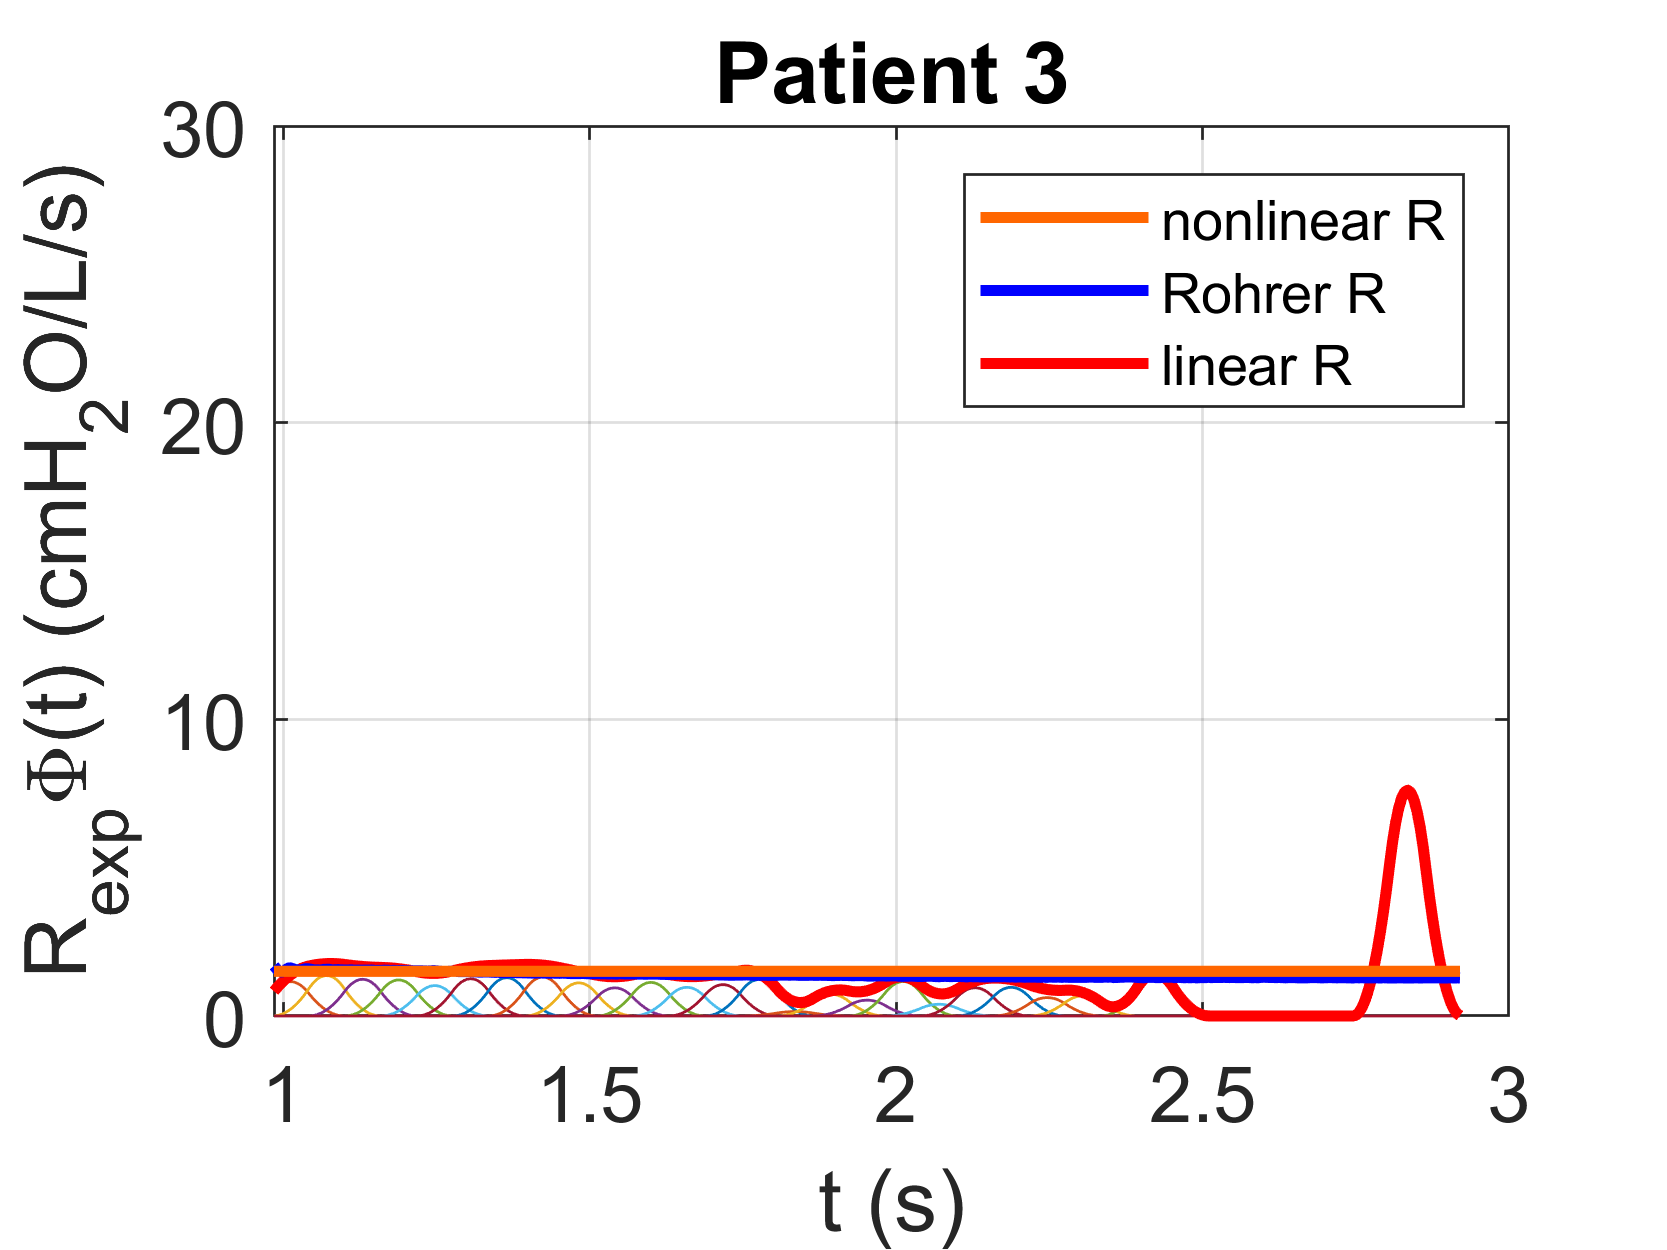 Patient 3
R_exp Φ(t) (cmH_2O/L/s)
30
20
10
0
nonlinear R
Rohrer R
linear R
1 1.5 2 2.5 3
t (s)